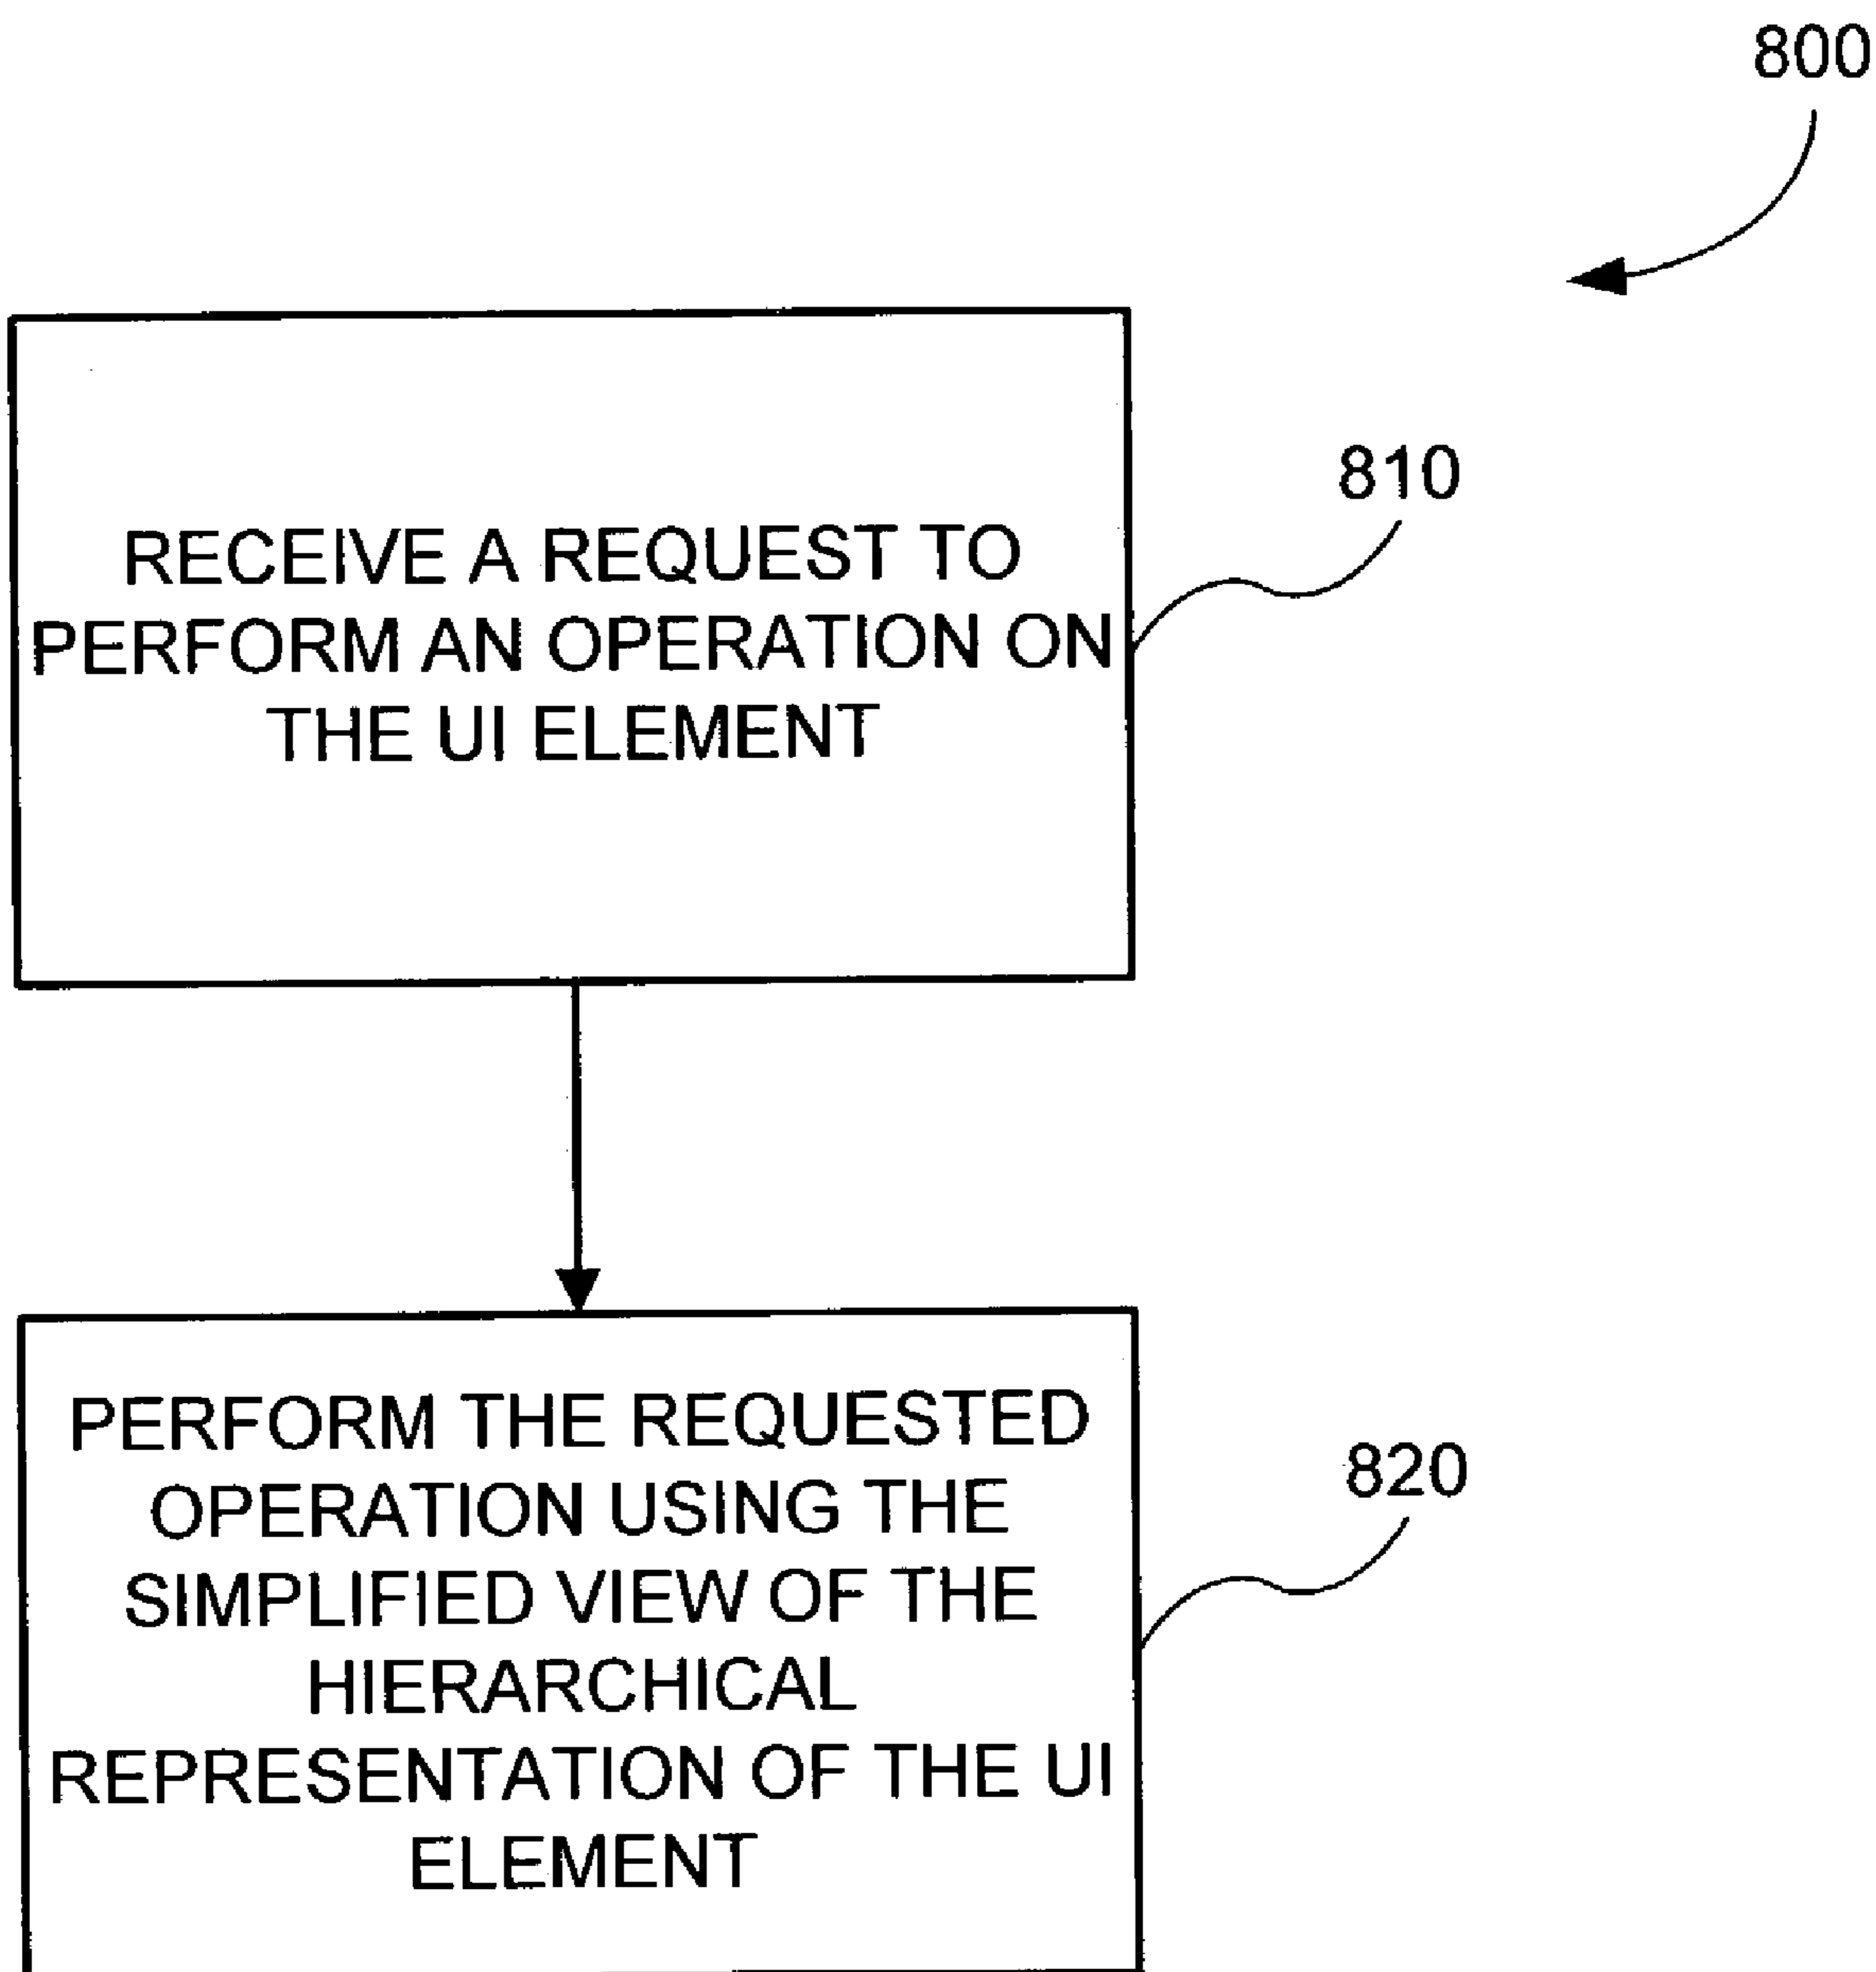 800
810
RECEIVE A REQUEST TO
PERFORM AN OPERATION ON
THE UI ELEMENT
820
PERFORM THE REQUESTED
OPERATION USING THE
SIMPLIFIED VIEW OF THE
HIERARCHICAL
REPRESENTATION OF THE UI
ELEMENT